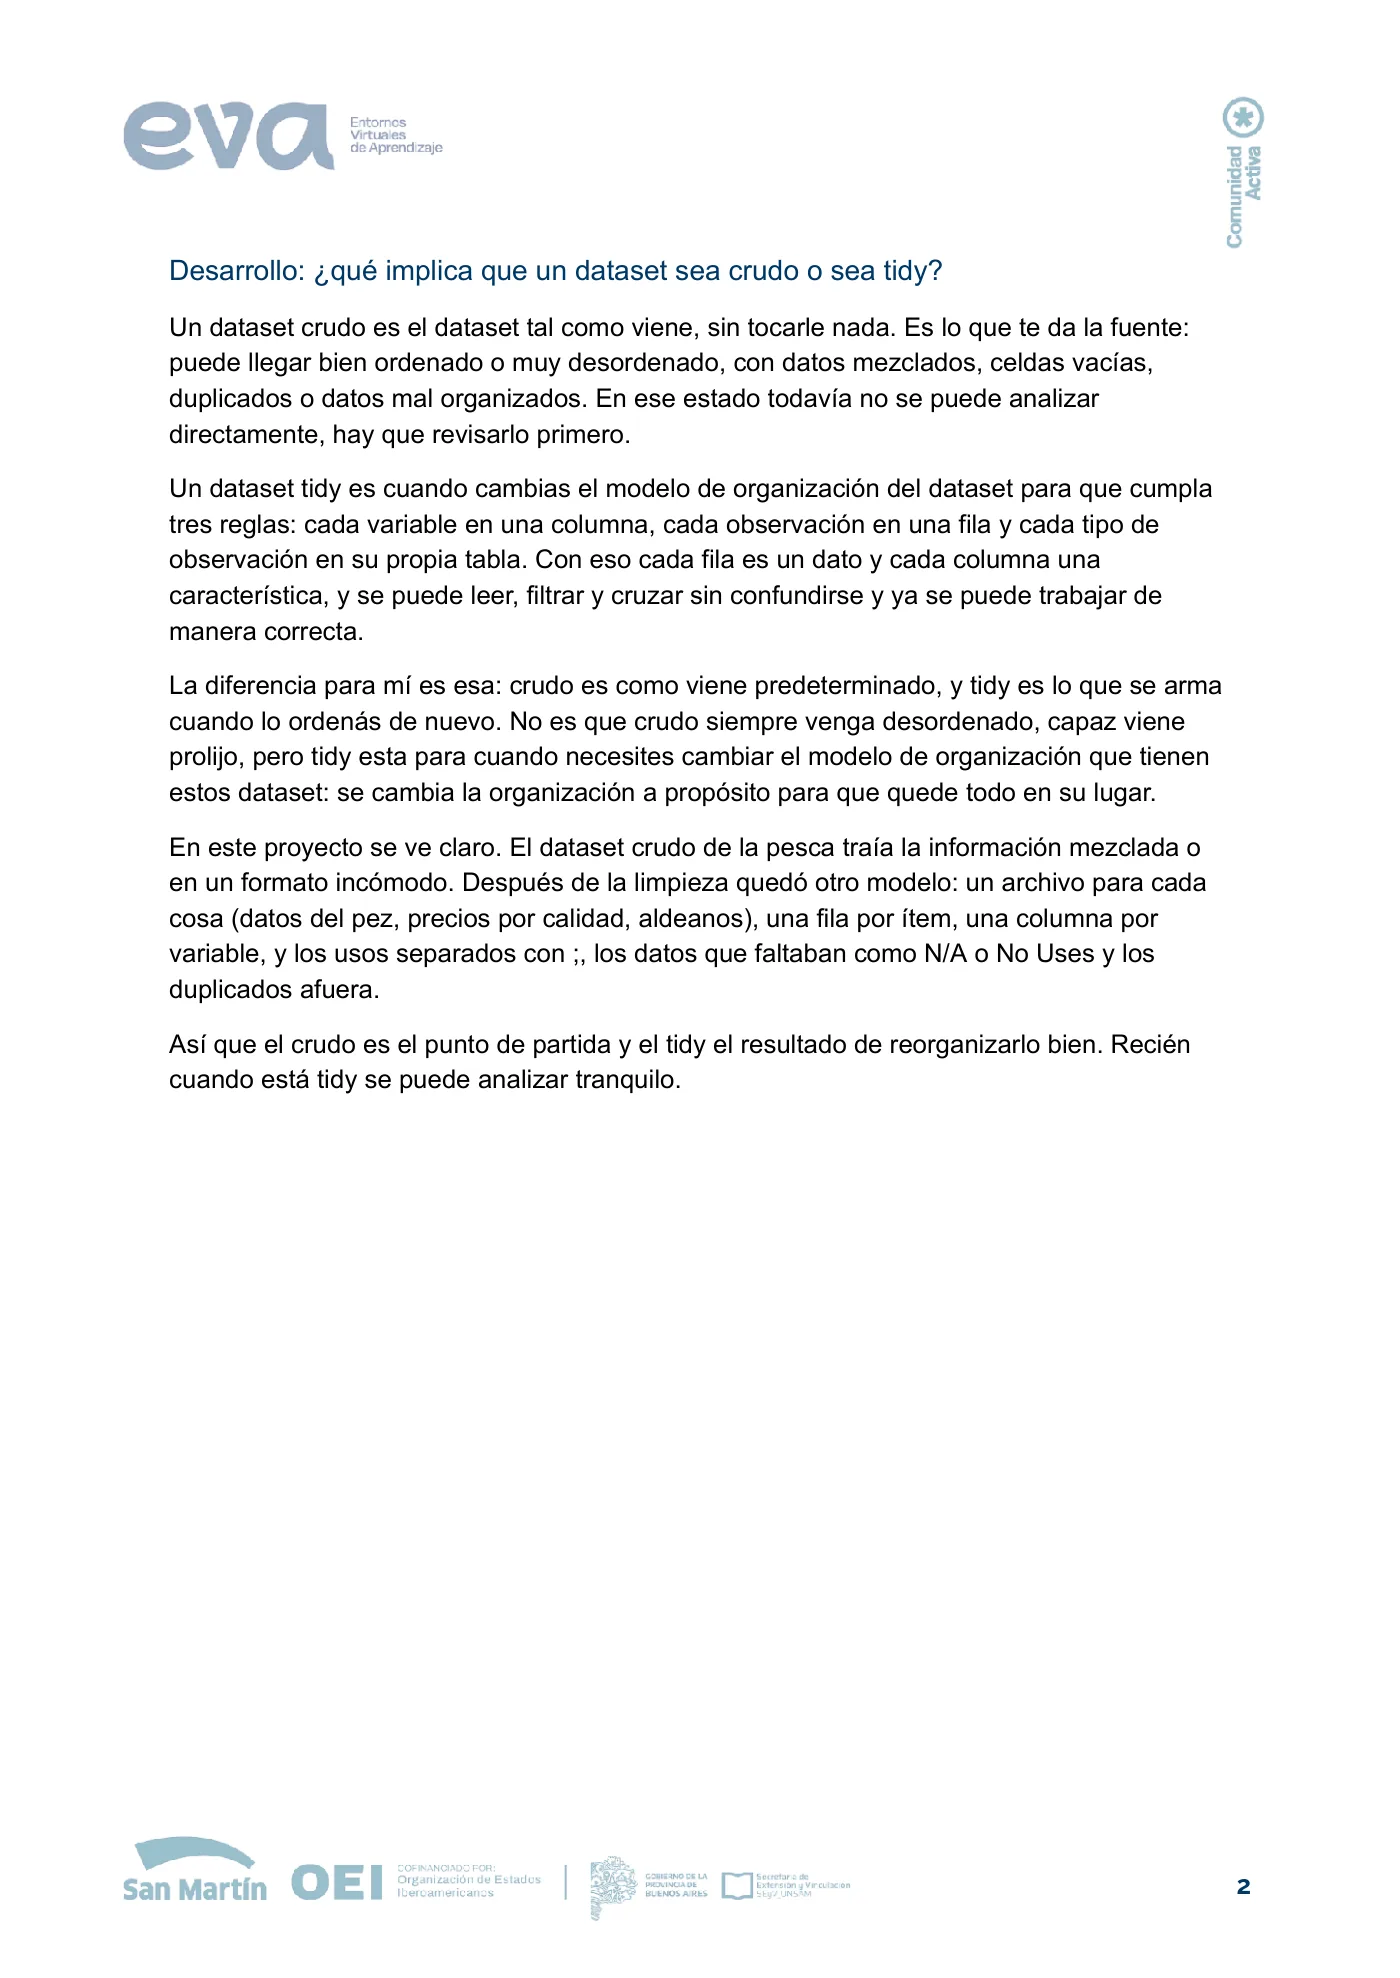 eva
Entornos
Virtuales
de Aprendizaje
Comunidad
Activa
Desarrollo: ¿qué implica que un dataset sea crudo o sea tidy?
Un dataset crudo es el dataset tal como viene, sin tocarle nada. Es lo que te da la fuente:
puede llegar bien ordenado o muy desordenado, con datos mezclados, celdas vacías,
duplicados o datos mal organizados. En ese estado todavía no se puede analizar
directamente, hay que revisarlo primero.
Un dataset tidy es cuando cambias el modelo de organización del dataset para que cumpla
tres reglas: cada variable en una columna, cada observación en una fila y cada tipo de
observación en su propia tabla. Con eso cada fila es un dato y cada columna una
característica, y se puede leer, filtrar y cruzar sin confundirse y ya se puede trabajar de
manera correcta.
La diferencia para mí es esa: crudo es como viene predeterminado, y tidy es lo que se arma
cuando lo ordenás de nuevo. No es que crudo siempre venga desordenado, capaz viene
prolijo, pero tidy esta para cuando necesites cambiar el modelo de organización que tienen
estos dataset: se cambia la organización a propósito para que quede todo en su lugar.
En este proyecto se ve claro. El dataset crudo de la pesca traía la información mezclada o
en un formato incómodo. Después de la limpieza quedó otro modelo: un archivo para cada
cosa (datos del pez, precios por calidad, aldeanos), una fila por ítem, una columna por
variable, y los usos separados con ;, los datos que faltaban como N/A o No Uses y los
duplicados afuera.
Así que el crudo es el punto de partida y el tidy el resultado de reorganizarlo bien. Recién
cuando está tidy se puede analizar tranquilo.
San Martín
OEI
COFINANCIADO POR:
Organización de Estados
Iberoamericanos
GOBIERNO DE LA
PROVINCIA DE
BUENOS AIRES
Secretaría de
Extensión y Vinculación
SEyV_UNSAM
2